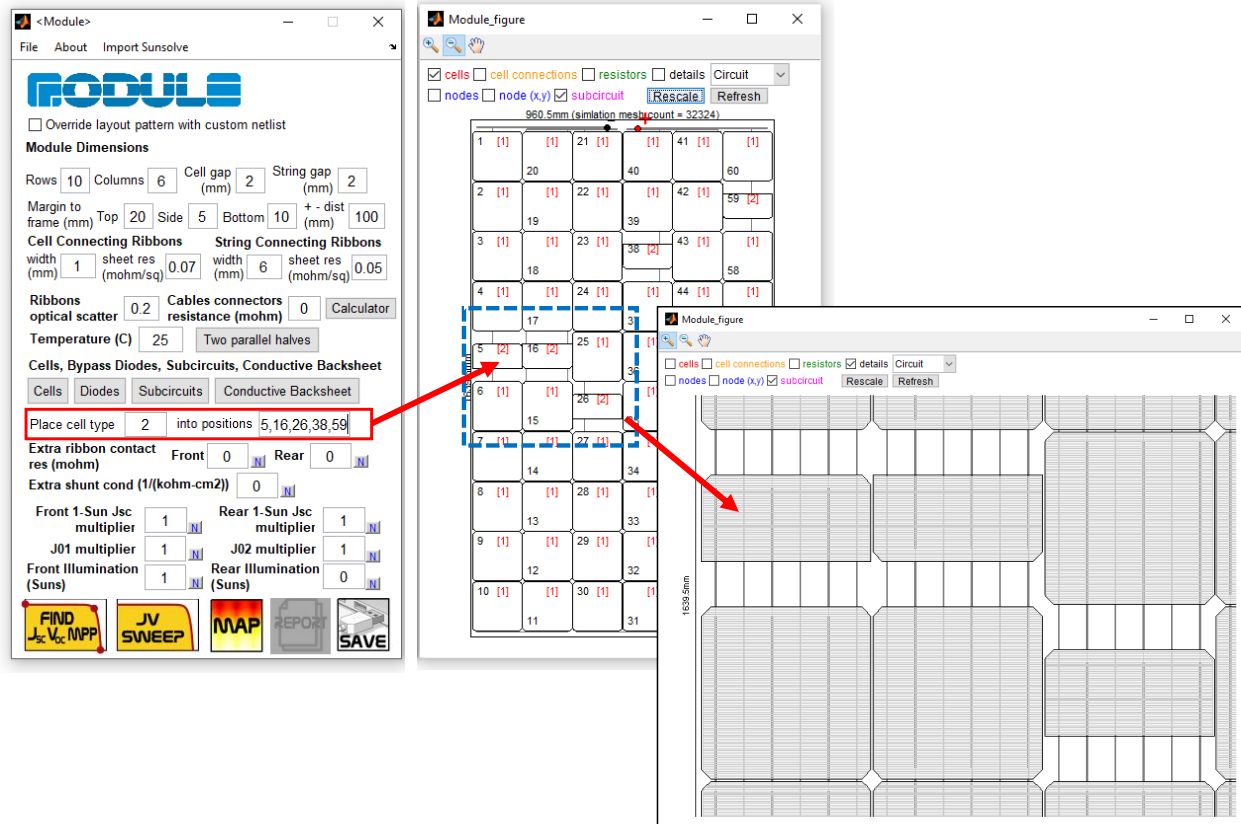 <Module>
File About Import Sunsolve
MODULE
Override layout pattern with custom netlist
Module Dimensions
Rows 10 Columns 6 Cell gap (mm) 2 String gap (mm) 2
Margin to frame (mm) Top 20 Side 5 Bottom 10 + - dist (mm) 100
Cell Connecting Ribbons String Connecting Ribbons
width (mm) 1 sheet res (mohm/sq) 0.07 width (mm) 6 sheet res (mohm/sq) 0.05
Ribbons optical scatter 0.2 Cables connectors resistance (mohm) 0 Calculator
Temperature (C) 25 Two parallel halves
Cells, Bypass Diodes, Subcircuits, Conductive Backsheet
Cells Diodes Subcircuits Conductive Backsheet
Place cell type 2 into positions 5,16,26,38,59
Extra ribbon contact res (mohm) Front 0 N Rear 0 N
Extra shunt cond (1/(kohm-cm2)) 0 N
Front 1-Sun Jsc multiplier 1 N Rear 1-Sun Jsc multiplier 1 N
J01 multiplier 1 N J02 multiplier 1 N
Front Illumination (Suns) 1 N Rear Illumination (Suns) 0 N
FIND Jsc Voc MPP JV SWEEP MAP REPORT SAVE
Module_figure
cells cell connections resistors details Circuit
nodes node (x,y) subcircuit Rescale Refresh
960.5mm (simlation mesh count = 32324)
- +
1 [1] [1] 21 [1] [1] 41 [1] [1]
20 40 60
2 [1] [1] 22 [1] [1] 42 [1] 59 [2]
19 39
3 [1] [1] 23 [1] 38 [2] 43 [1] [1]
18 58
4 [1] [1] 24 [1] [1] 44 [1] [1]
17
5 [2] 16 [2] 25 [1]
36
6 [1] [1] 26 [2]
15
7 [1] [1] 27 [1]
14 34
8 [1] [1] 28 [1]
13 33
9 [1] [1] 29 [1]
12 32
10 [1] [1] 30 [1]
11 31
Module_figure
cells cell connections resistors details Circuit
nodes node (x,y) subcircuit Rescale Refresh
1639.5mm